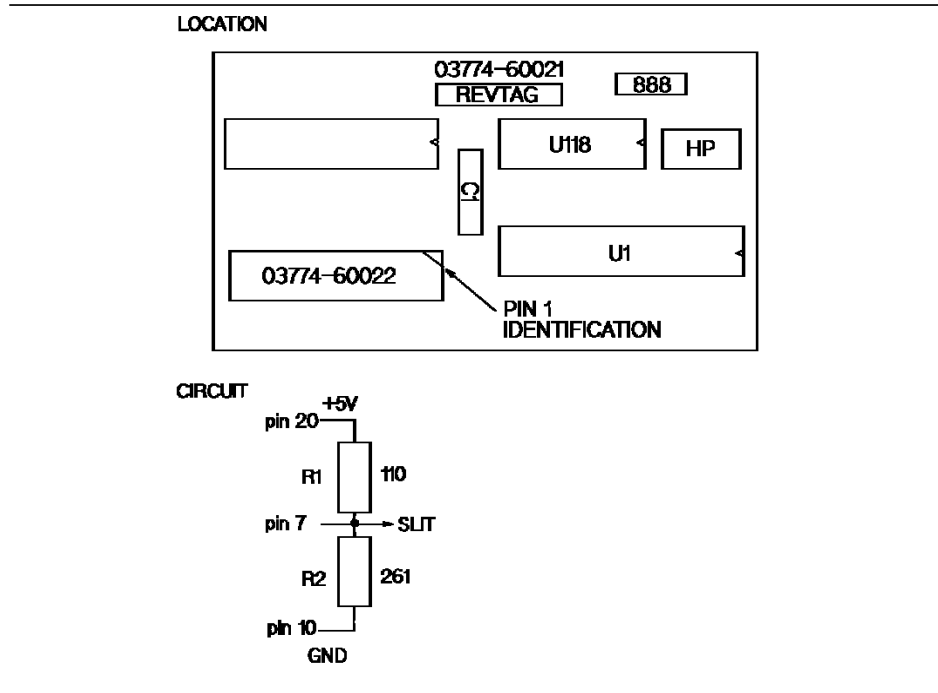 LOCATION
03774-60021
REVTAG
888
U118
HP
C1
U1
03774-60022
PIN 1
IDENTIFICATION
CIRCUIT
+5V
pin 20
R1
110
pin 7
SLIT
R2
261
pin 10
GND